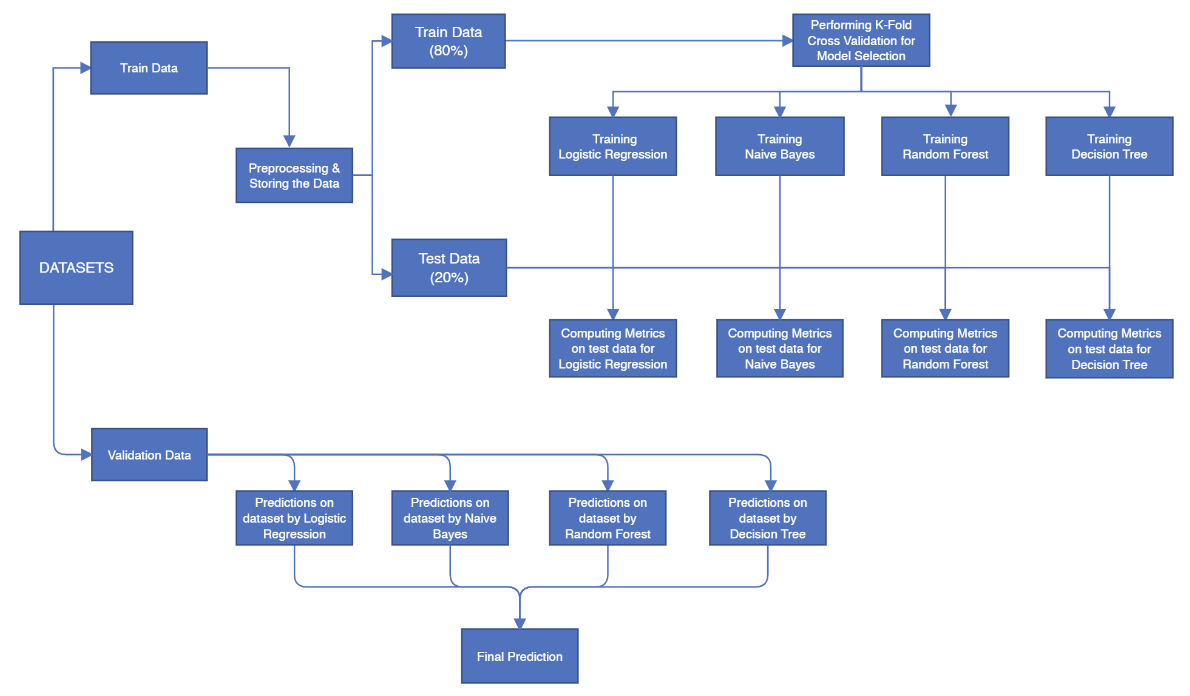 Train Data
(80%)
Performing K-Fold
Cross Validation for
Model Selection
Train Data
Training
Logistic Regression
Training
Naive Bayes
Training
Random Forest
Training
Decision Tree
Preprocessing &
Storing the Data
DATASETS
Test Data
(20%)
Computing Metrics
on test data for
Logistic Regression
Computing Metrics
on test data for
Naive Bayes
Computing Metrics
on test data for
Random Forest
Computing Metrics
on test data for
Decision Tree
Validation Data
Predictions on
dataset by Logistic
Regression
Predictions on
dataset by Naive
Bayes
Predictions on
dataset by
Random Forest
Predictions on
dataset by
Decision Tree
Final Prediction